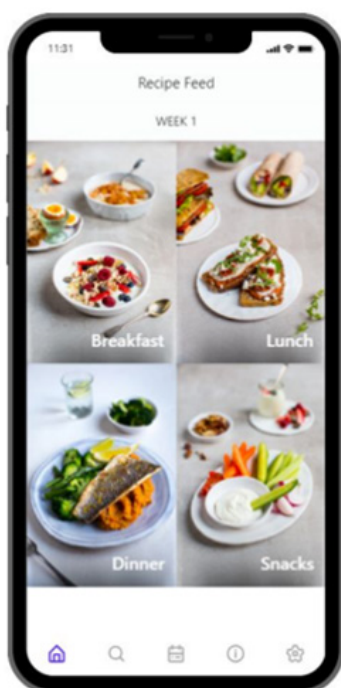 11:31
Recipe Feed
WEEK 1
Breakfast
Lunch
Dinner
Snacks